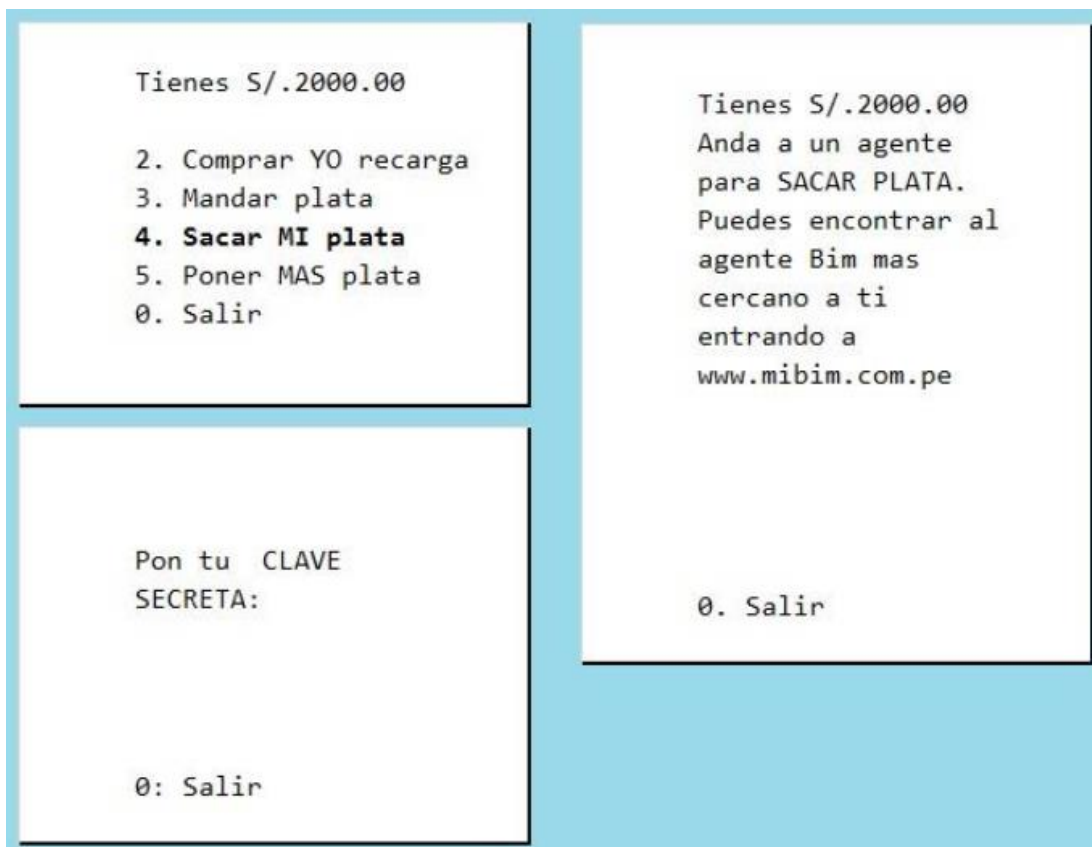 Tienes S/.2000.00
2. Comprar YO recarga
3. Mandar plata
4. Sacar MI plata
5. Poner MAS plata
0. Salir
Pon tu CLAVE
SECRETA:
0: Salir
Tienes S/.2000.00
Anda a un agente
para SACAR PLATA.
Puedes encontrar al
agente Bim mas
cercano a ti
entrando a
www.mibim.com.pe
0. Salir